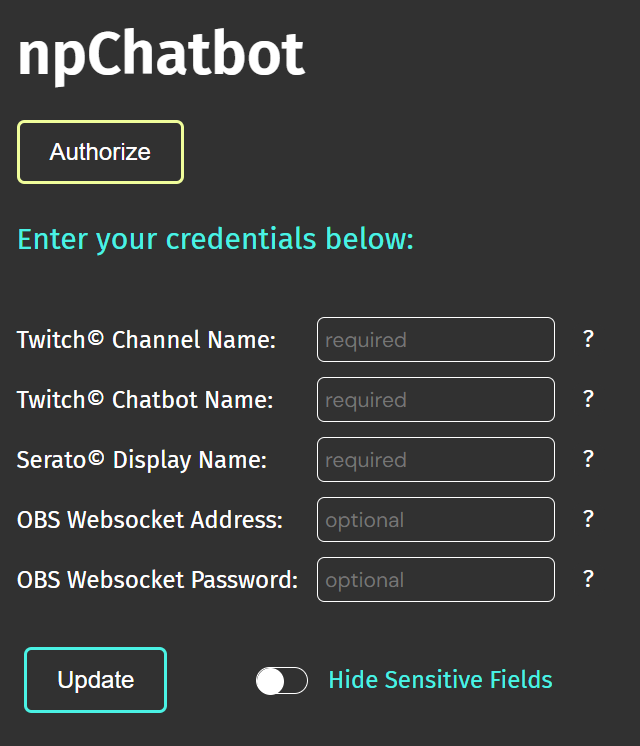 npChatbot
Authorize
Enter your credentials below:
Twitch© Channel Name: required ?
Twitch© Chatbot Name: required ?
Serato© Display Name: required ?
OBS Websocket Address: optional ?
OBS Websocket Password: optional ?
Update Hide Sensitive Fields